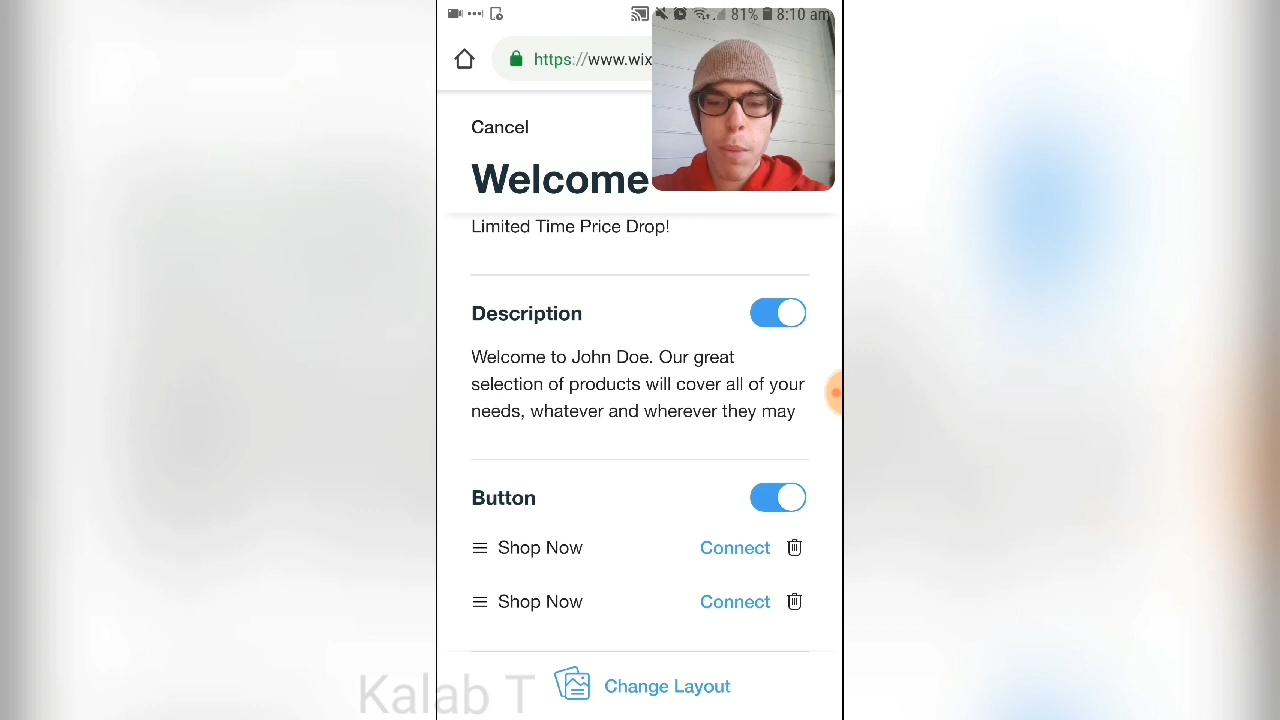 81% 8:10 am
https://www.wix
Cancel
Welcome
Limited Time Price Drop!
Description
Welcome to John Doe. Our great
selection of products will cover all of your
needs, whatever and wherever they may
Button
Shop Now Connect
Shop Now Connect
Kalab T
Change Layout